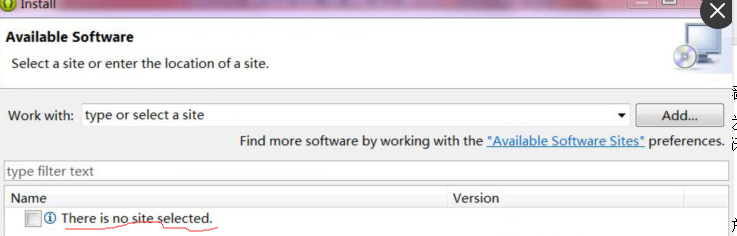 Install
Available Software
Select a site or enter the location of a site.
Work with: type or select a site Add...
Find more software by working with the "Available Software Sites" preferences.
type filter text
Name Version
There is no site selected.